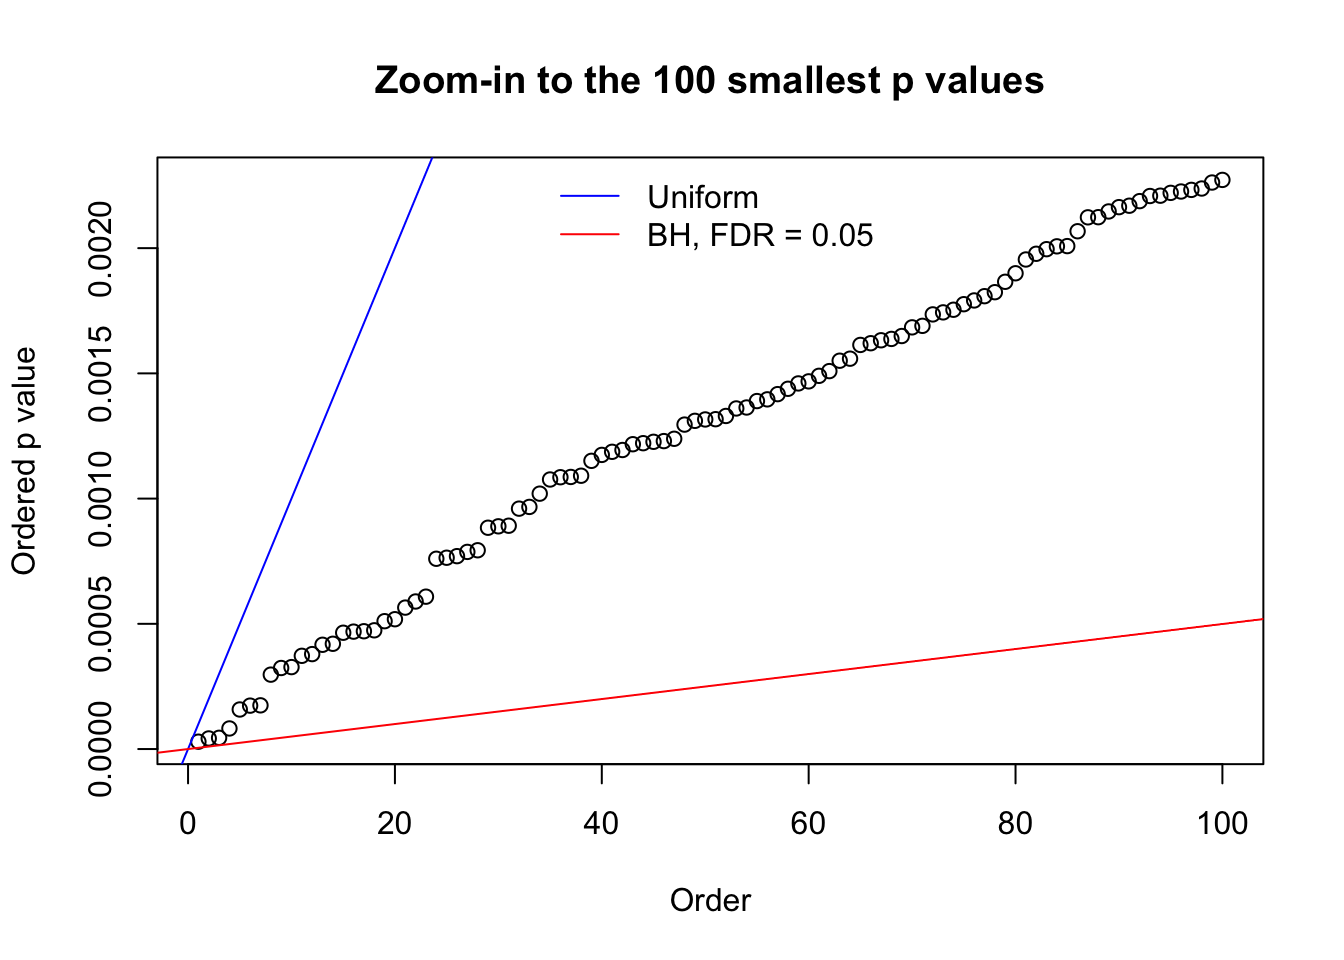 Zoom-in to the 100 smallest p values
Uniform
BH, FDR = 0.05
Ordered p value
0.0000
0.0005
0.0010
0.0015
0.0020
0 20 40 60 80 100
Order